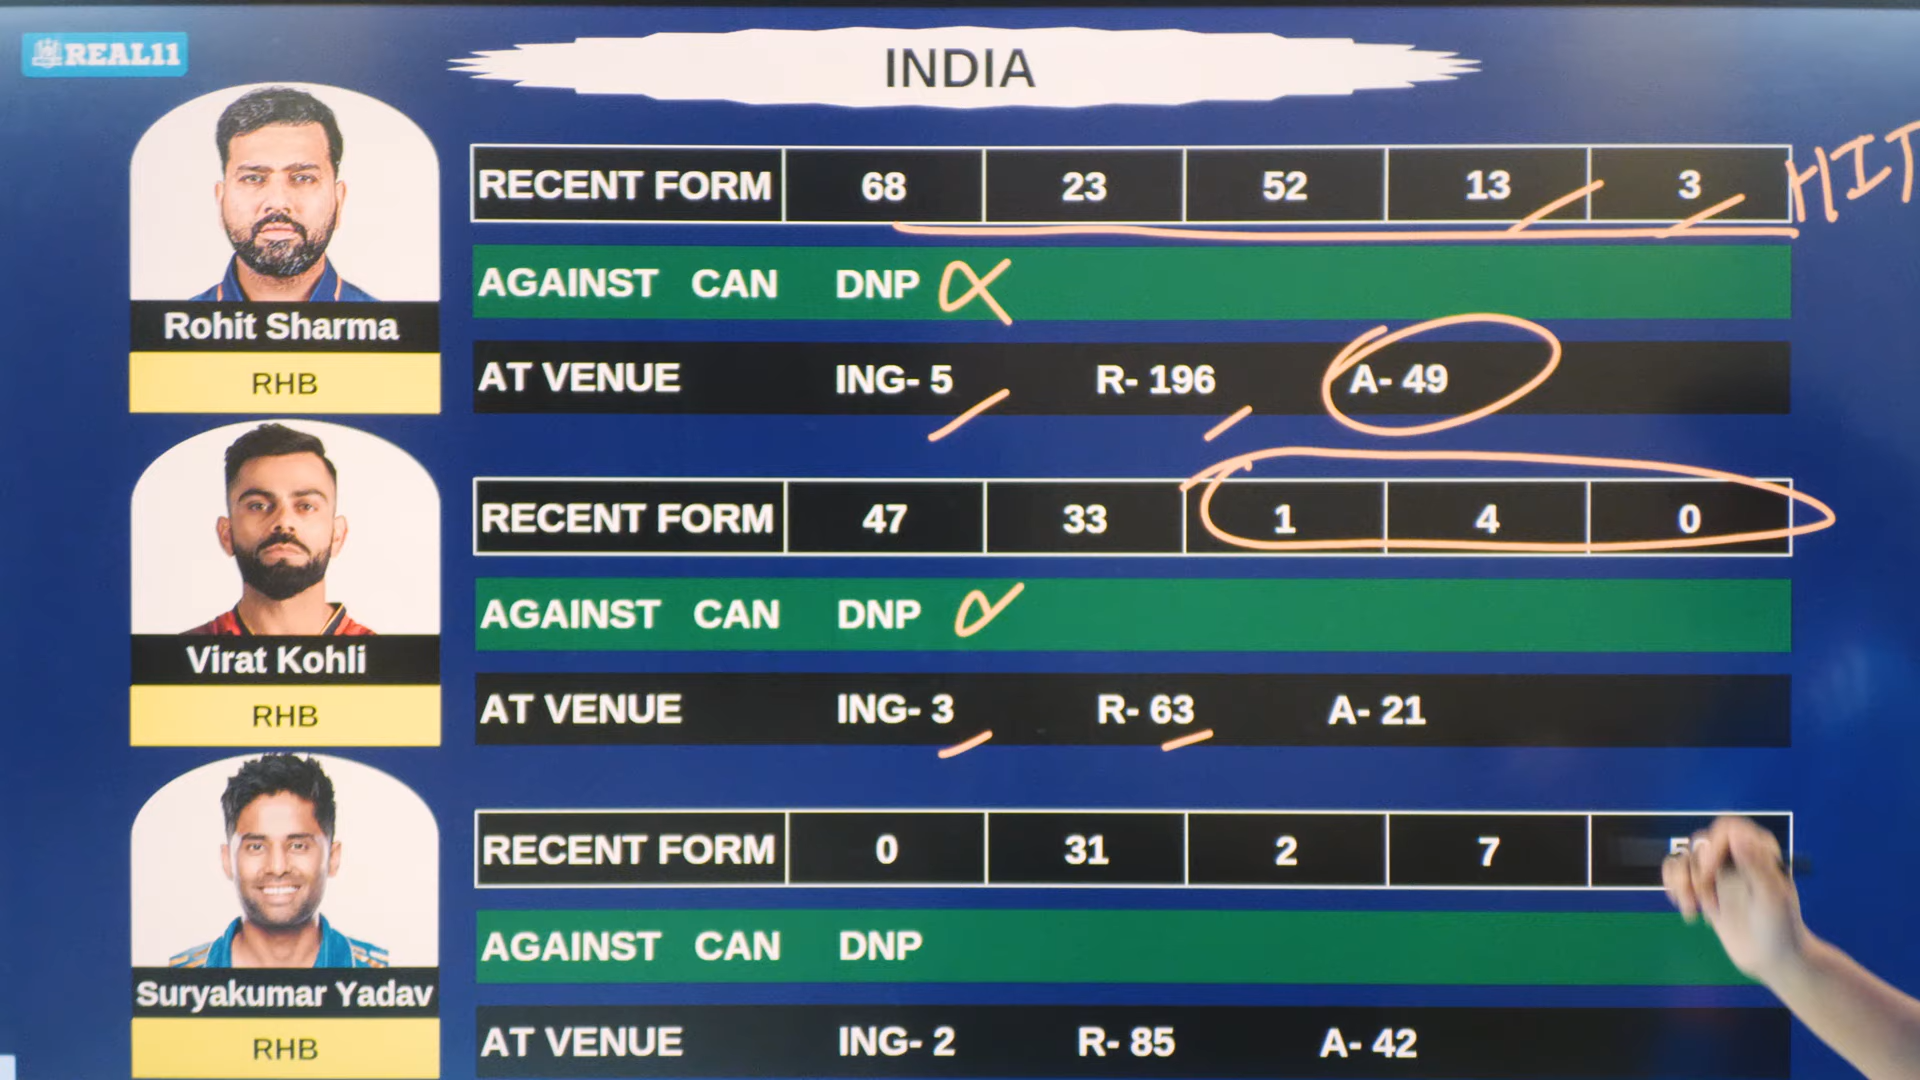 REAL11
INDIA
RECENT FORM 68 23 52 13 3 HIT
AGAINST CAN DNP
AT VENUE ING- 5 R- 196 A- 49
Rohit Sharma
RHB
RECENT FORM 47 33 1 4 0
AGAINST CAN DNP
AT VENUE ING- 3 R- 63 A- 21
Virat Kohli
RHB
RECENT FORM 0 31 2 7
AGAINST CAN DNP
AT VENUE ING- 2 R- 85 A- 42
Suryakumar Yadav
RHB